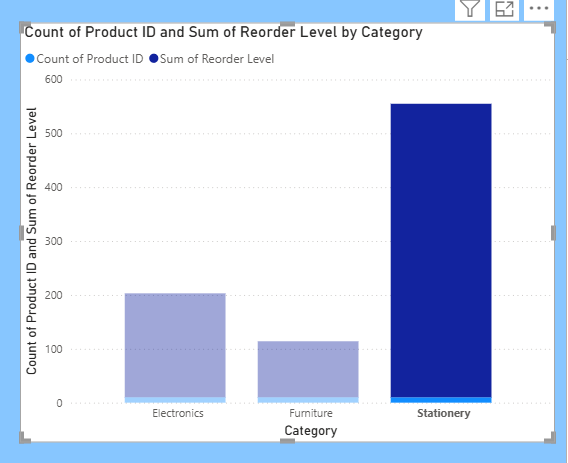 Count of Product ID and Sum of Reorder Level by Category
Count of Product ID Sum of Reorder Level
Count of Product ID and Sum of Reorder Level
600
500
400
300
200
100
0
Electronics Furniture Stationery
Category